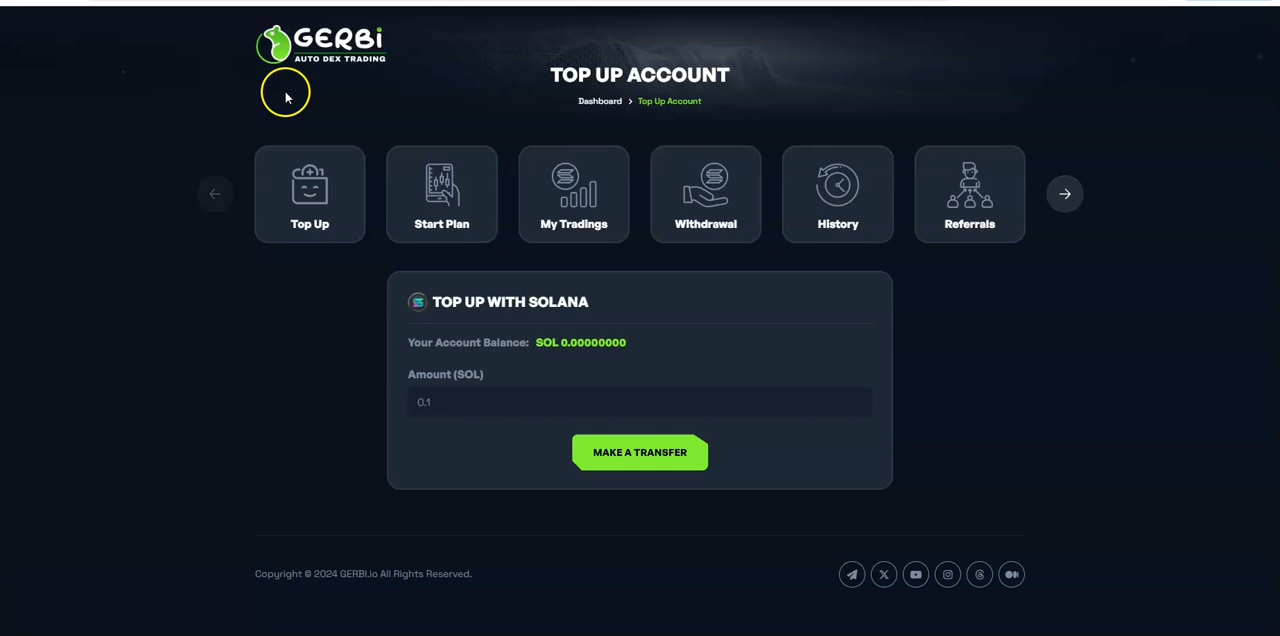 GERBi
AUTO DEX TRADING
TOP UP ACCOUNT
Dashboard > Top Up Account
Top Up
Start Plan
My Tradings
Withdrawal
History
Referrals
TOP UP WITH SOLANA
Your Account Balance: SOL 0.00000000
Amount (SOL)
0.1
MAKE A TRANSFER
Copyright © 2024 GERBI.io All Rights Reserved.